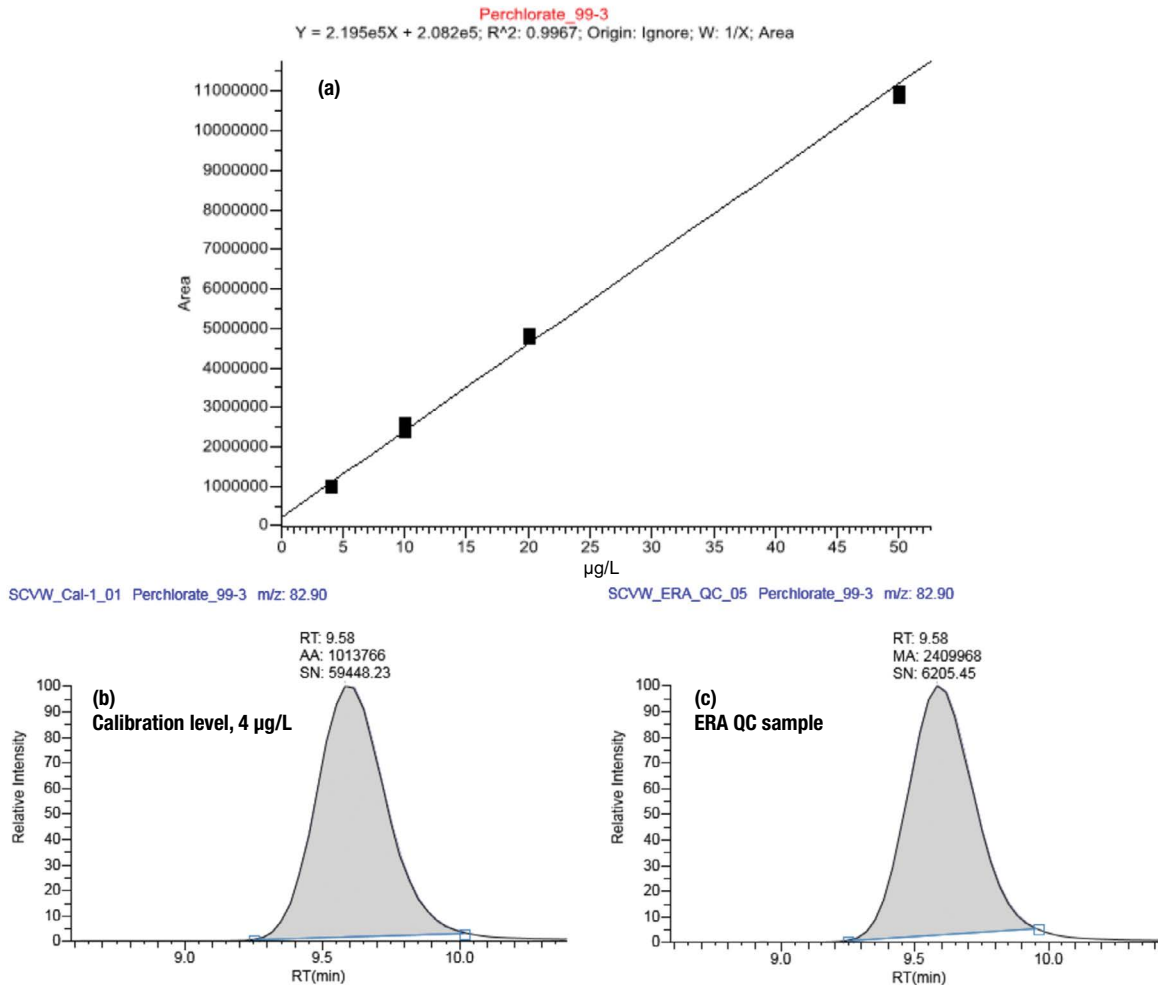 Perchlorate_99-3
Y = 2.195e5X + 2.082e5; R^2: 0.9967; Origin: Ignore; W: 1/X; Area
(a)
11000000
10000000
9000000
8000000
7000000
6000000
5000000
4000000
3000000
2000000
1000000
0
Area
0 5 10 15 20 25 30 35 40 45 50
µg/L
SCVW_Cal-1_01 Perchlorate_99-3 m/z: 82.90
RT: 9.58
AA: 1013766
SN: 59448.23
(b)
Calibration level, 4 µg/L
100
90
80
70
60
50
40
30
20
10
0
Relative Intensity
9.0 9.5 10.0
RT(min)
SCVW_ERA_QC_05 Perchlorate_99-3 m/z: 82.90
RT: 9.58
MA: 2409968
SN: 6205.45
(c)
ERA QC sample
100
90
80
70
60
50
40
30
20
10
0
Relative Intensity
9.0 9.5 10.0
RT(min)